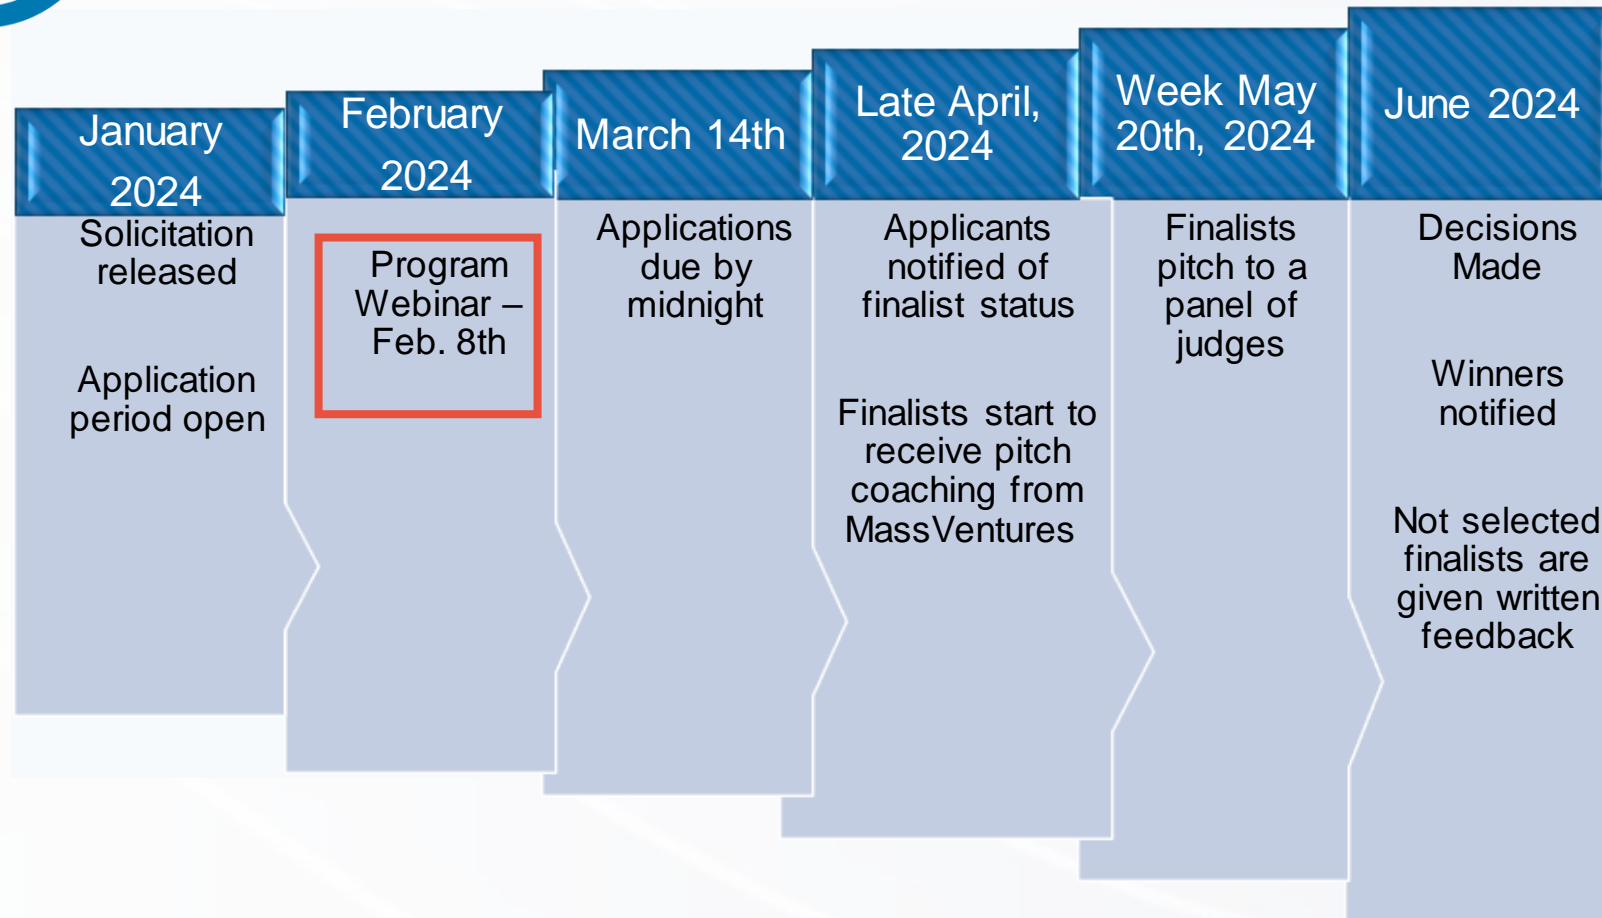 January
2024
Solicitation
released
Application
period open
February
2024
Program
Webinar –
Feb. 8th
March 14th
Applications
due by
midnight
Late April,
2024
Applicants
notified of
finalist status
Finalists start to
receive pitch
coaching from
MassVentures
Week May
20th, 2024
Finalists
pitch to a
panel of
judges
June 2024
Decisions
Made
Winners
notified
Not selected
finalists are
given written
feedback